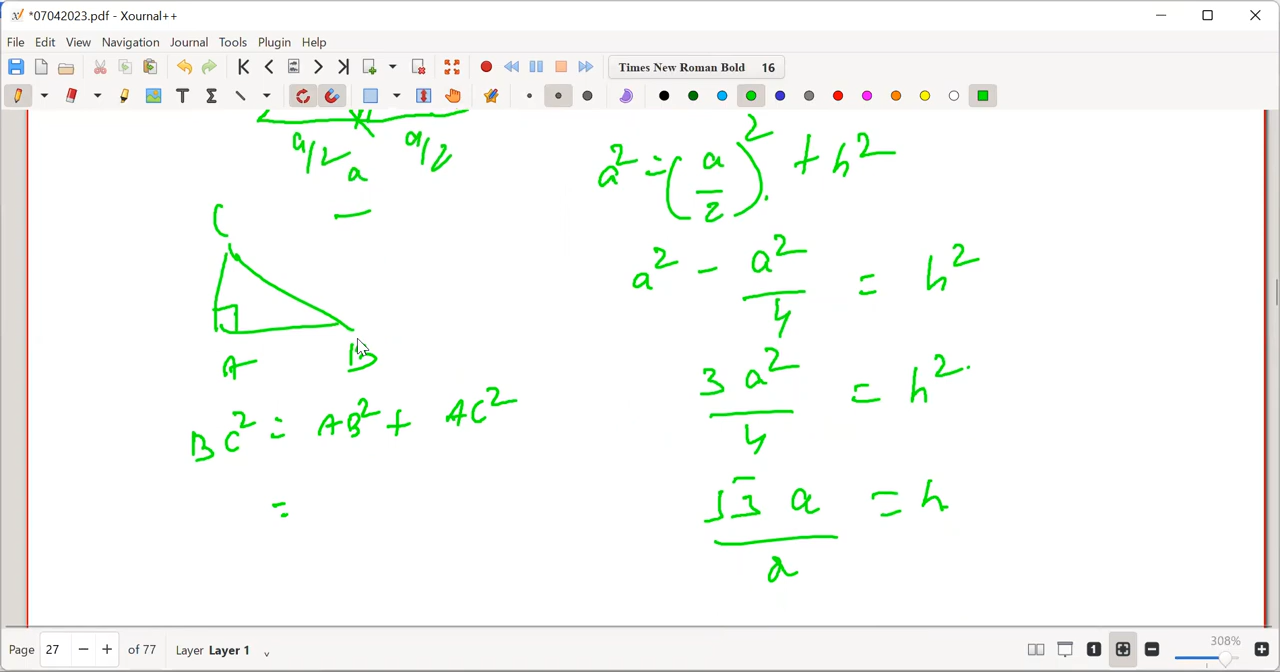 *07042023.pdf - Xournal++
File Edit View Navigation Journal Tools Plugin Help
Times New Roman Bold 16
a/2 a/2
a
C
A B
BC² = AB² + AC²
=
a² = (a/2)² + h²
a² - a²/4 = h²
3a²/4 = h²
√3 a/2 = h
Page 27 of 77 Layer Layer 1 308%